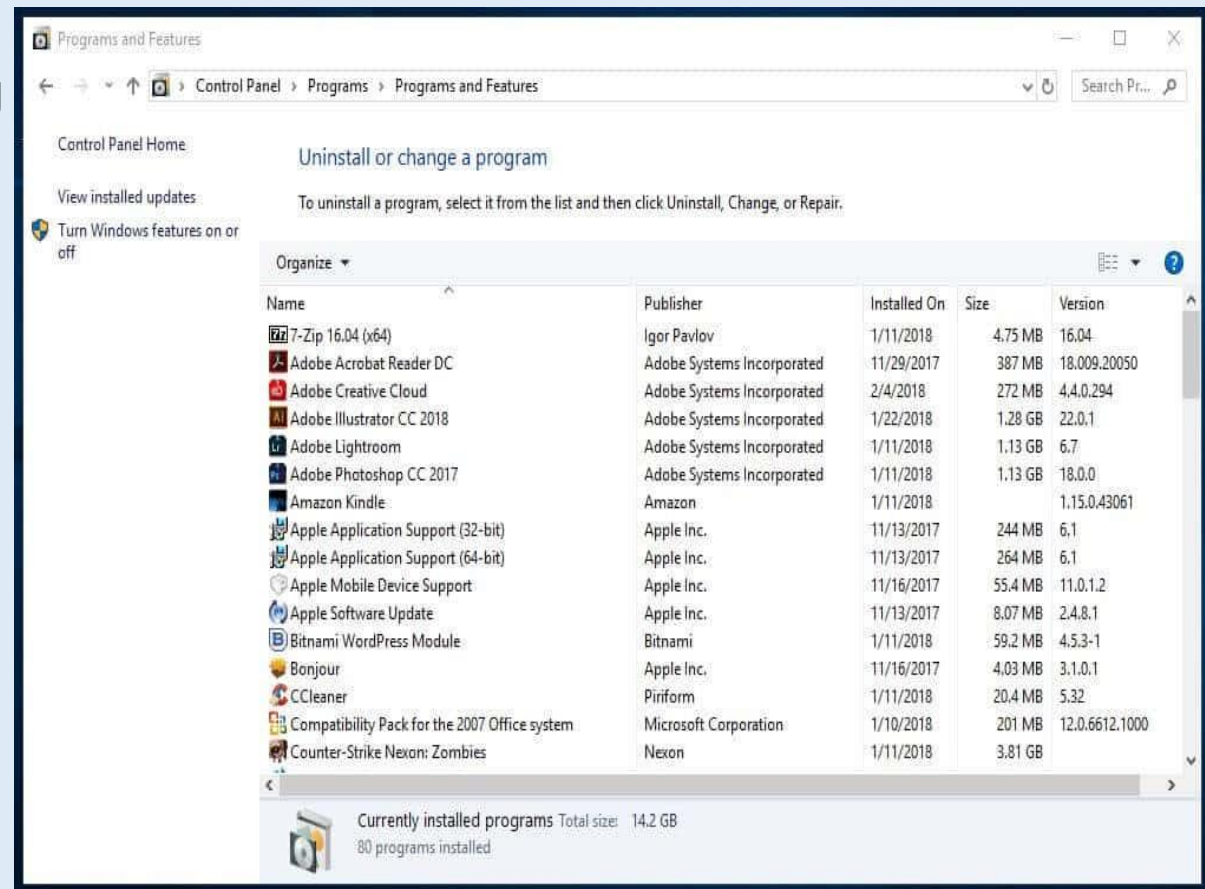 Programs and Features
Control Panel › Programs › Programs and Features
Search Pr...
Control Panel Home
View installed updates
Turn Windows features on or
off
Uninstall or change a program
To uninstall a program, select it from the list and then click Uninstall, Change, or Repair.
Organize
Name Publisher Installed On Size Version
7-Zip 16.04 (x64) Igor Pavlov 1/11/2018 4.75 MB 16.04
Adobe Acrobat Reader DC Adobe Systems Incorporated 11/29/2017 387 MB 18.009.20050
Adobe Creative Cloud Adobe Systems Incorporated 2/4/2018 272 MB 4.4.0.294
Adobe Illustrator CC 2018 Adobe Systems Incorporated 1/22/2018 1.28 GB 22.0.1
Adobe Lightroom Adobe Systems Incorporated 1/11/2018 1.13 GB 6.7
Adobe Photoshop CC 2017 Adobe Systems Incorporated 1/11/2018 1.13 GB 18.0.0
Amazon Kindle Amazon 1/11/2018 1.15.0.43061
Apple Application Support (32-bit) Apple Inc. 11/13/2017 244 MB 6.1
Apple Application Support (64-bit) Apple Inc. 11/13/2017 264 MB 6.1
Apple Mobile Device Support Apple Inc. 11/16/2017 55.4 MB 11.0.1.2
Apple Software Update Apple Inc. 11/13/2017 8.07 MB 2.4.8.1
Bitnami WordPress Module Bitnami 1/11/2018 59.2 MB 4.5.3-1
Bonjour Apple Inc. 11/16/2017 4.03 MB 3.1.0.1
CCleaner Piriform 1/11/2018 20.4 MB 5.32
Compatibility Pack for the 2007 Office system Microsoft Corporation 1/10/2018 201 MB 12.0.6612.1000
Counter-Strike Nexon: Zombies Nexon 1/11/2018 3.81 GB
Currently installed programs Total size: 14.2 GB
80 programs installed